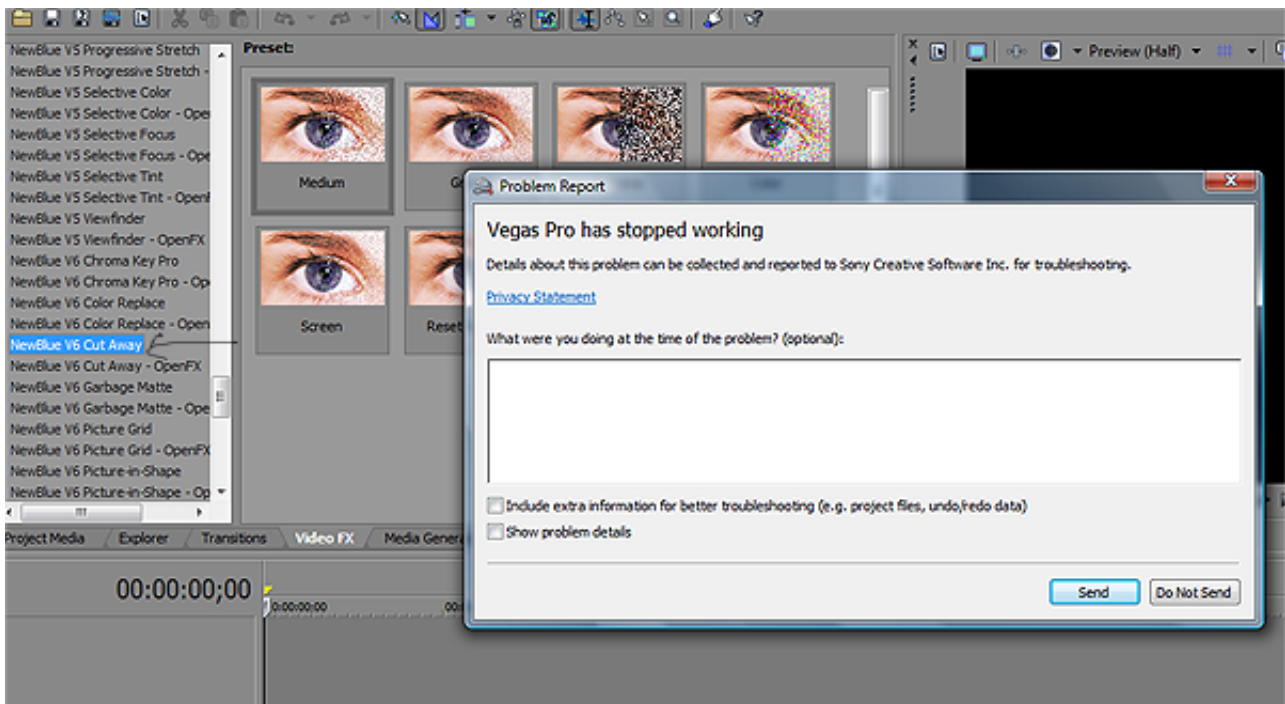 NewBlue V5 Progressive Stretch
NewBlue V5 Progressive Stretch -
NewBlue V5 Selective Color
NewBlue V5 Selective Color - Ope
NewBlue V5 Selective Focus
NewBlue V5 Selective Focus - Ope
NewBlue V5 Selective Tint
NewBlue V5 Selective Tint - OpenF
NewBlue V5 Viewfinder
NewBlue V5 Viewfinder - OpenFX
NewBlue V6 Chroma Key Pro
NewBlue V6 Chroma Key Pro - Op
NewBlue V6 Color Replace
NewBlue V6 Color Replace - Open
NewBlue V6 Cut Away
NewBlue V6 Cut Away - OpenFX
NewBlue V6 Garbage Matte
NewBlue V6 Garbage Matte - Ope
NewBlue V6 Picture Grid
NewBlue V6 Picture Grid - OpenFX
NewBlue V6 Picture-in-Shape
NewBlue V6 Picture-in-Shape - Op
Preset:
Medium
Screen
Reset
Preview (Half)
Problem Report
Vegas Pro has stopped working
Details about this problem can be collected and reported to Sony Creative Software Inc. for troubleshooting.
Privacy Statement
What were you doing at the time of the problem? (optional):
Include extra information for better troubleshooting (e.g. project files, undo/redo data)
Show problem details
Send Do Not Send
Project Media Explorer Transitions Video FX Media Genera
00:00:00;00
0:00:00:00 00: